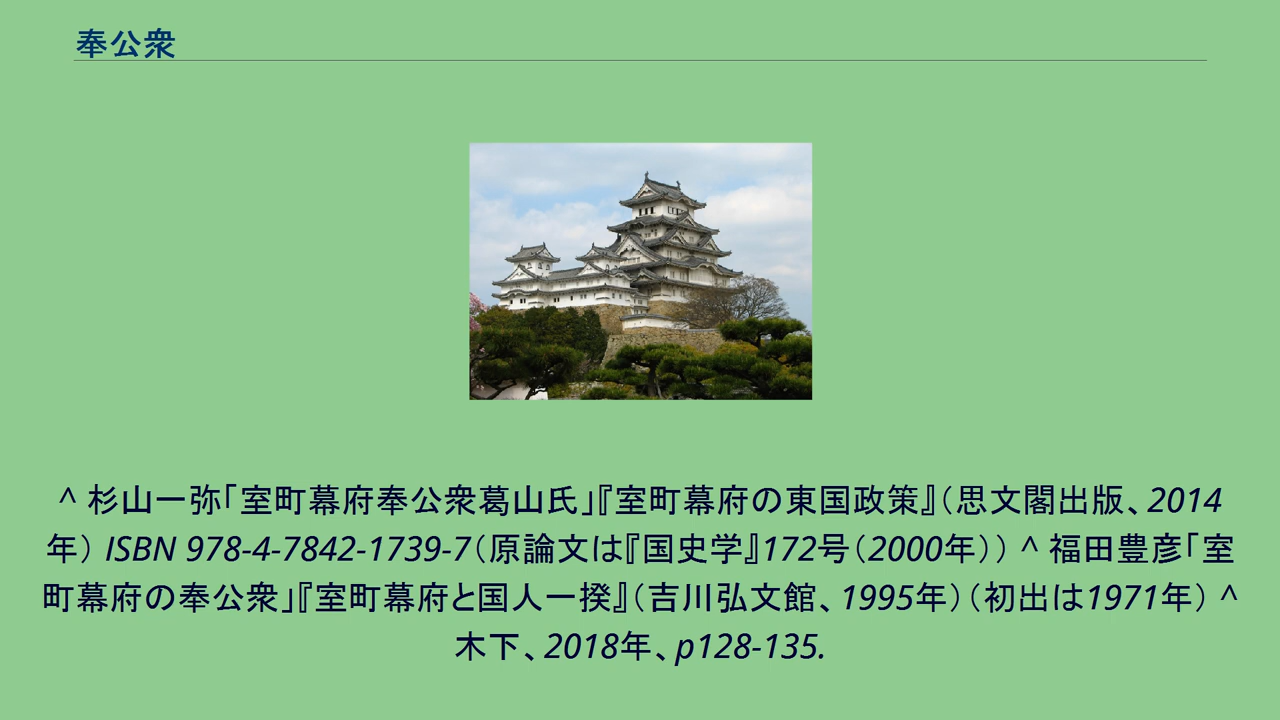 奉公衆
^ 杉山一弥「室町幕府奉公衆葛山氏」『室町幕府の東国政策』（思文閣出版、2014
年） ISBN 978-4-7842-1739-7（原論文は『国史学』172号（2000年）） ^ 福田豊彦「室
町幕府の奉公衆」『室町幕府と国人一揆』（吉川弘文館、1995年）（初出は1971年） ^
木下、2018年、p128-135.